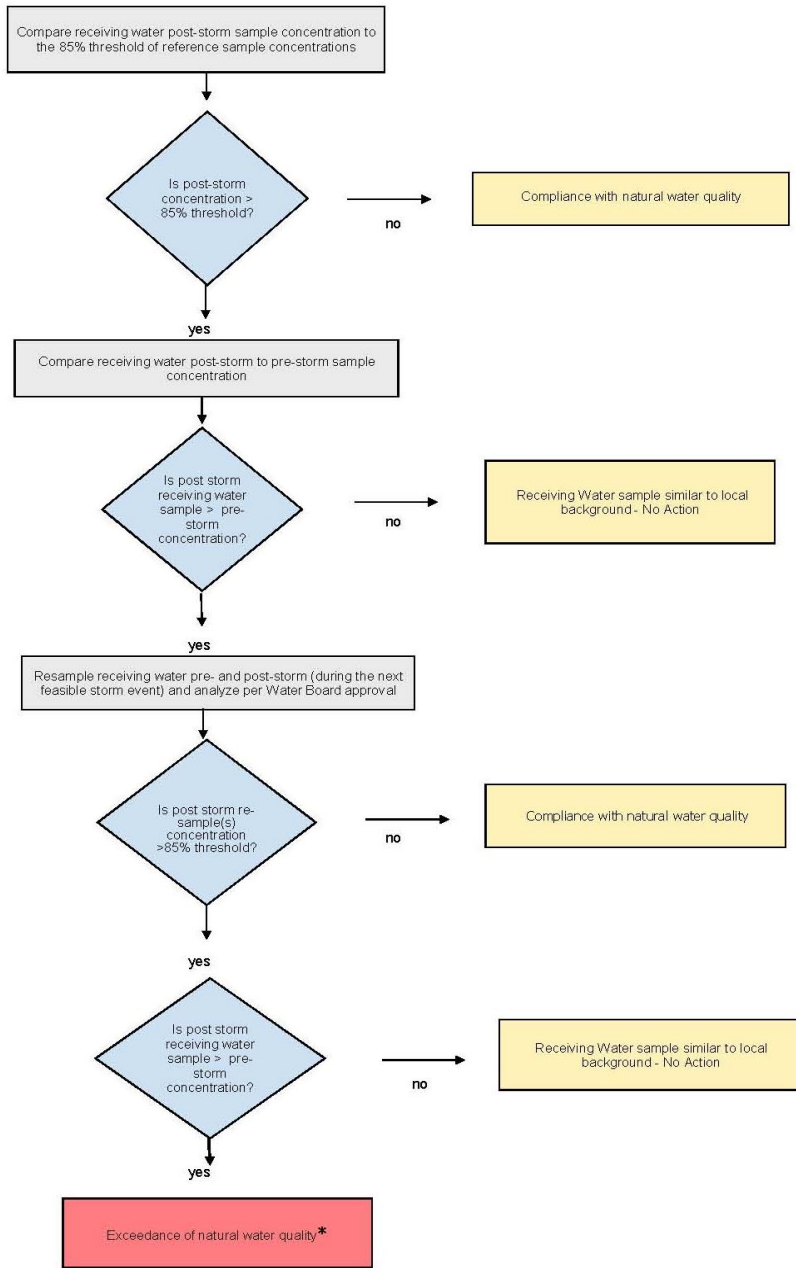 Compare receiving water post-storm sample concentration to
the 85% threshold of reference sample concentrations
Is post-storm
concentration >
85% threshold?
no
Compliance with natural water quality
yes
Compare receiving water post-storm to pre-storm sample
concentration
Is post storm
receiving water
sample > pre-
storm
concentration?
no
Receiving Water sample similar to local
background - No Action
yes
Resample receiving water pre- and post-storm (during the next
feasible storm event) and analyze per Water Board approval
Is post storm re-
sample(s)
concentration
>85% threshold?
no
Compliance with natural water quality
yes
Is post storm
receiving water
sample > pre-
storm
concentration?
no
Receiving Water sample similar to local
background - No Action
yes
Exceedance of natural water quality*